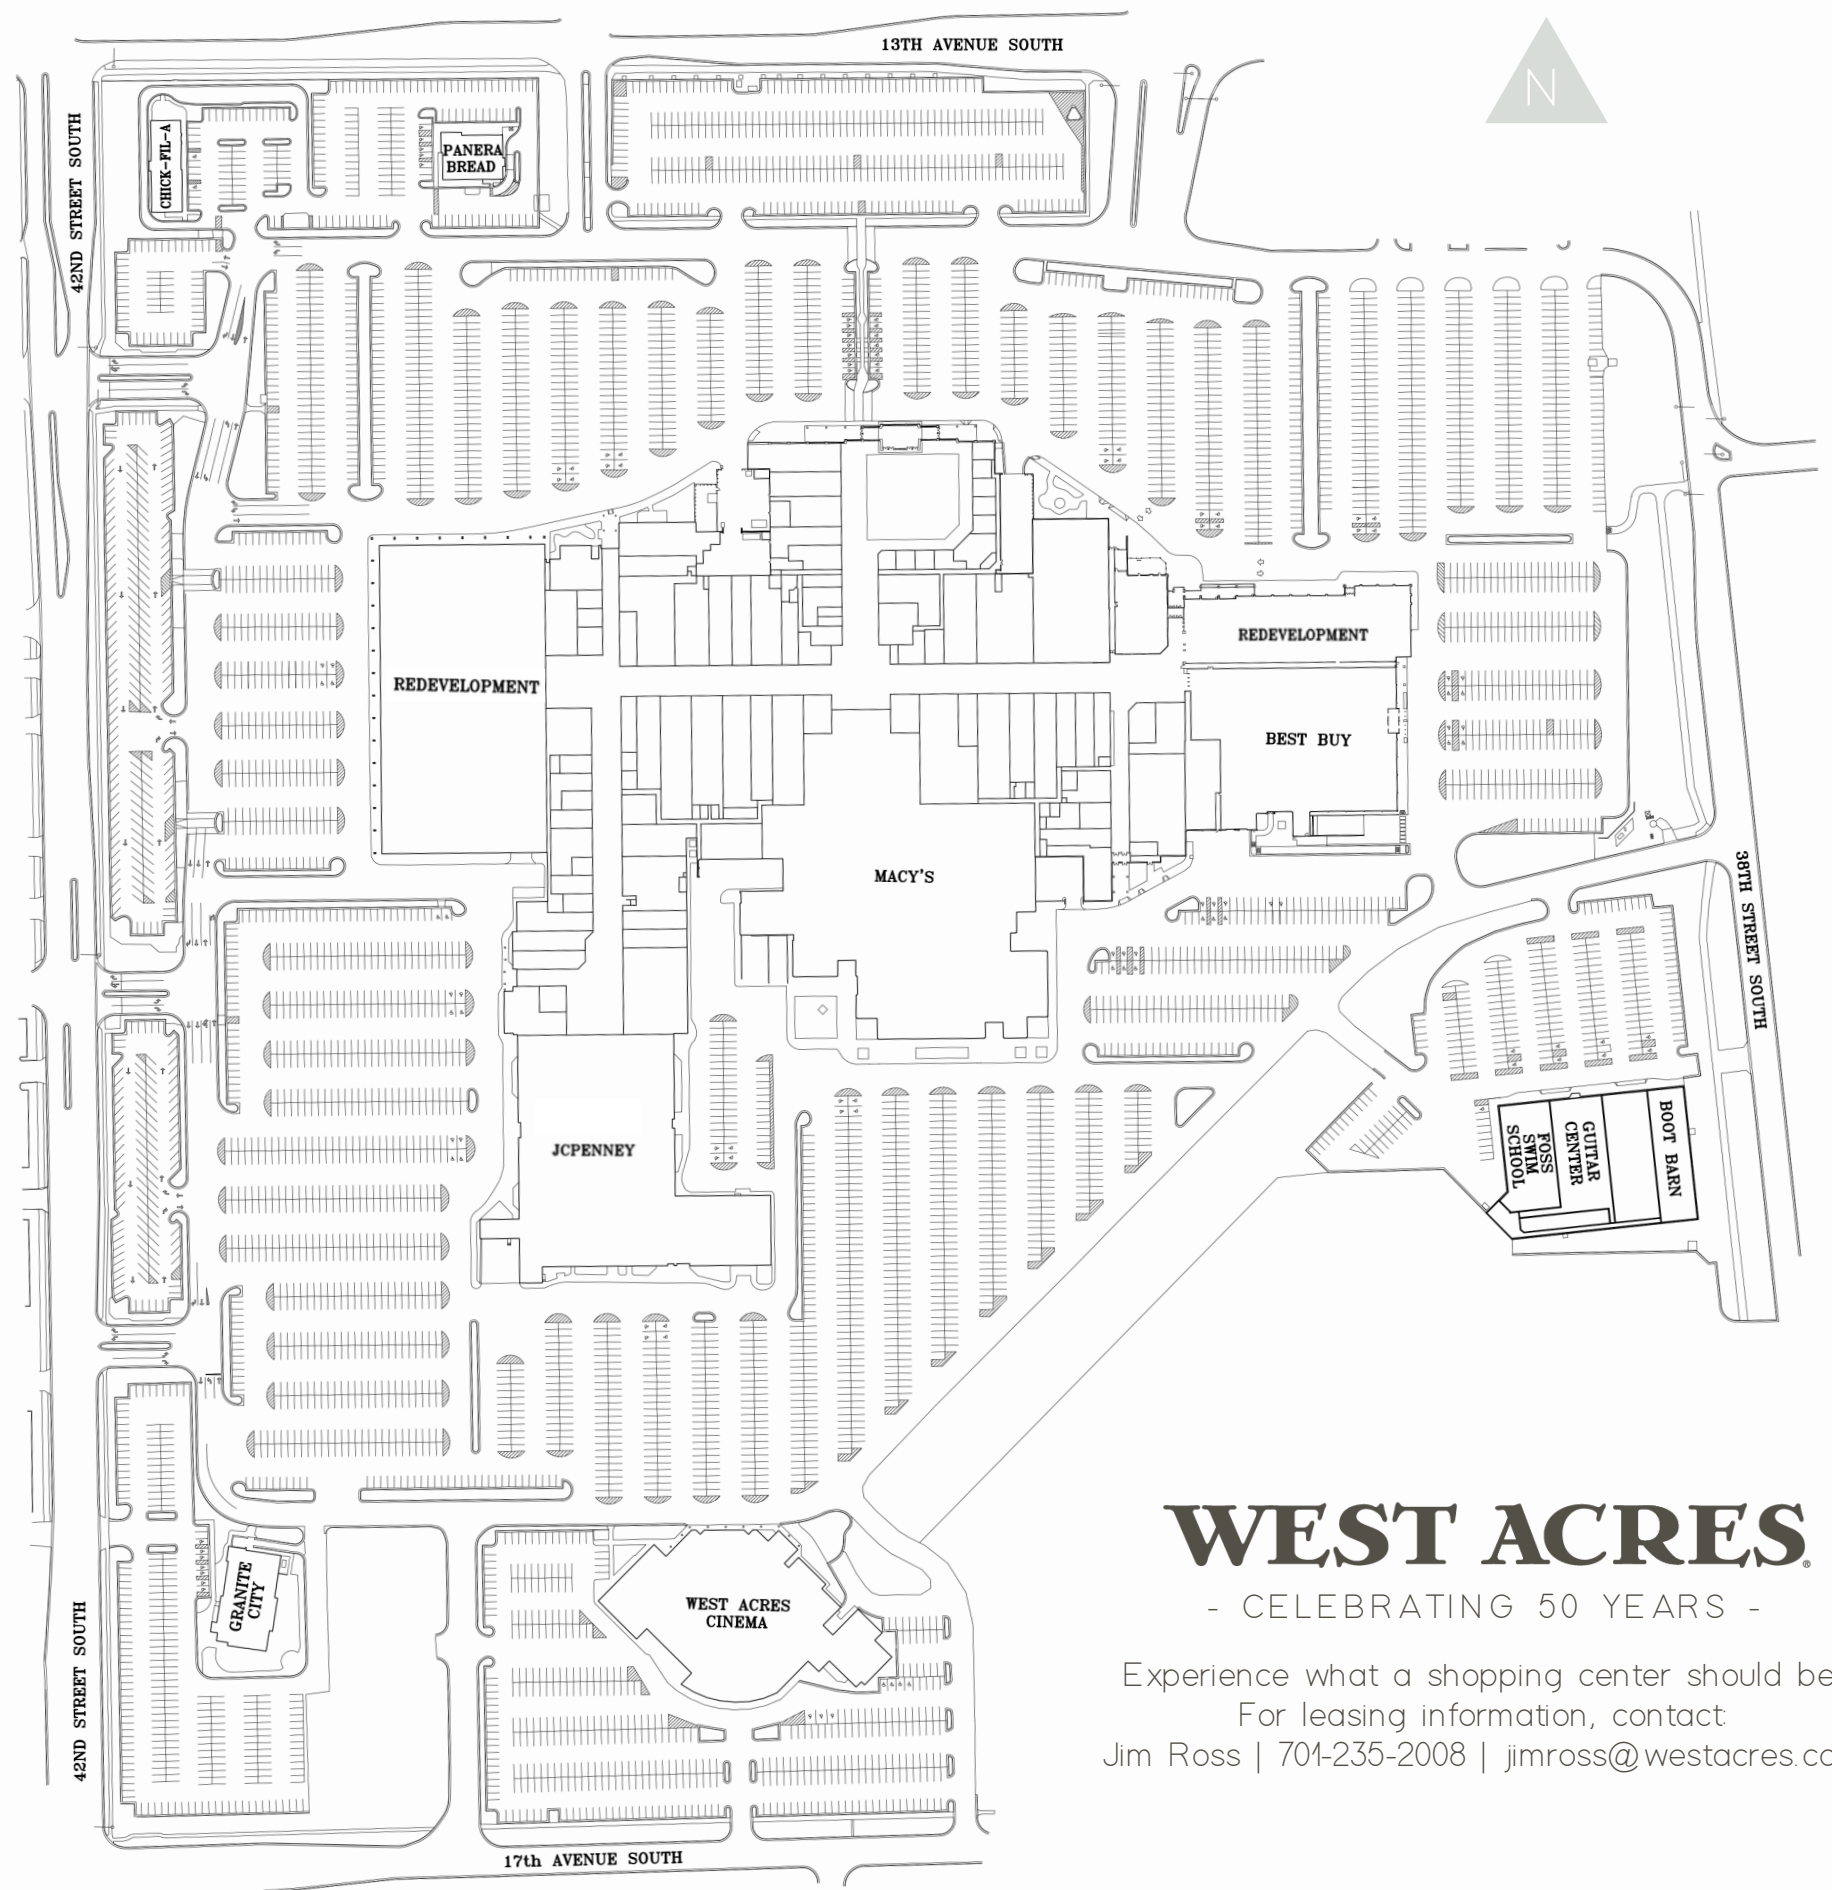 13TH AVENUE SOUTH
N
42ND STREET SOUTH
CHICK-FIL-A
PANERA
BREAD
REDEVELOPMENT
REDEVELOPMENT
BEST BUY
MACY'S
38TH STREET SOUTH
JCPENNEY
FOSS
SWIM
SCHOOL
GUITAR
CENTER
BOOT BARN
WEST ACRES®
- CELEBRATING 50 YEARS -
Experience what a shopping center should be
For leasing information, contact:
Jim Ross | 701-235-2008 | jimross@westacres.co
GRANITE
CITY
WEST ACRES
CINEMA
42ND STREET SOUTH
17th AVENUE SOUTH